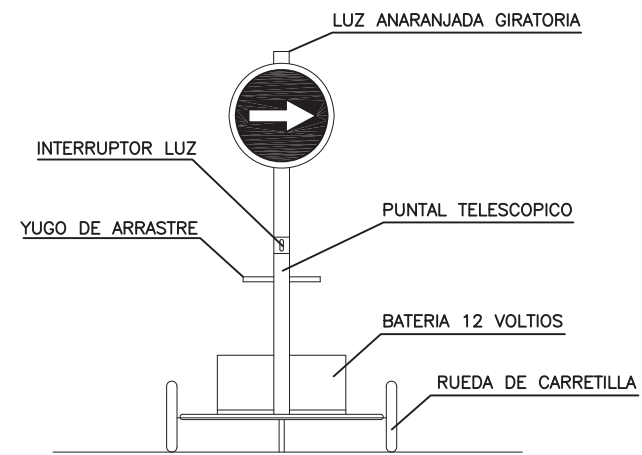 LUZ ANARANJADA GIRATORIA
INTERRUPTOR LUZ
PUNTAL TELESCOPICO
YUGO DE ARRASTRE
BATERIA 12 VOLTIOS
RUEDA DE CARRETILLA